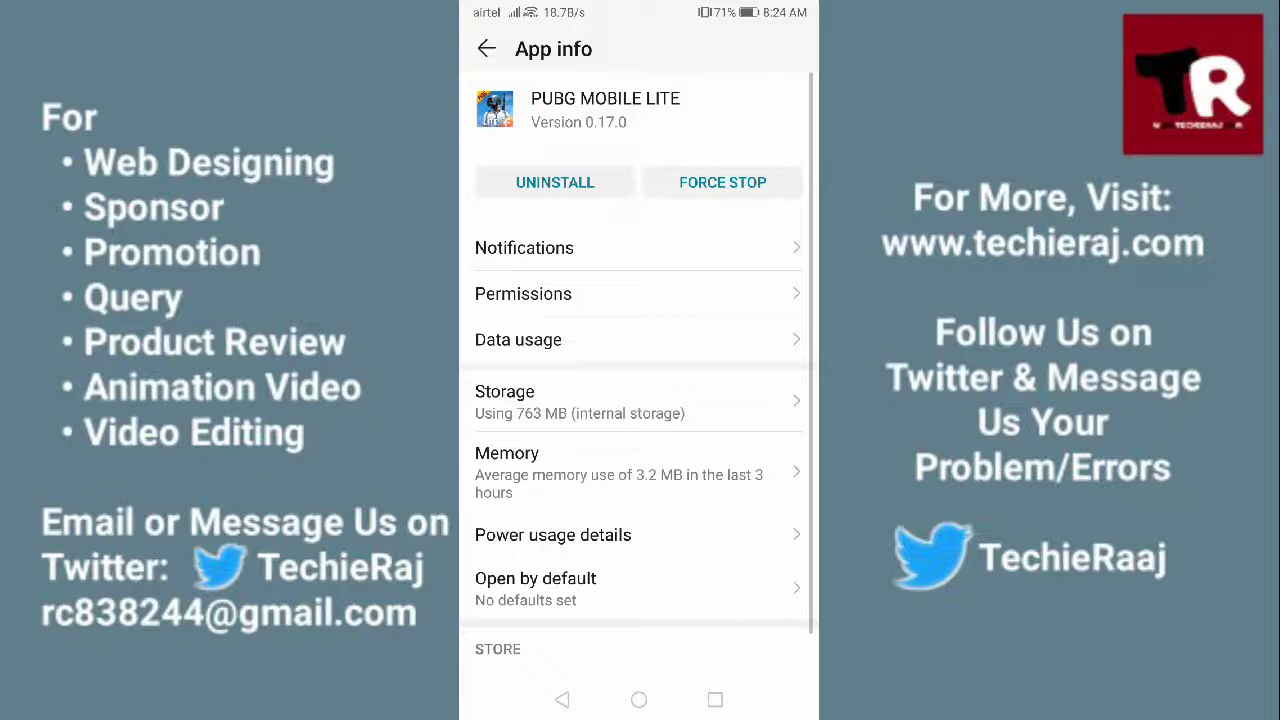 For
• Web Designing
• Sponsor
• Promotion
• Query
• Product Review
• Animation Video
• Video Editing
Email or Message Us on
Twitter: TechieRaj
rc838244@gmail.com
airtel 18.7B/s 71% 8:24 AM
App info
PUBG MOBILE LITE
Version 0.17.0
UNINSTALL FORCE STOP
Notifications
Permissions
Data usage
Storage
Using 763 MB (internal storage)
Memory
Average memory use of 3.2 MB in the last 3
hours
Power usage details
Open by default
No defaults set
STORE
TR
For More, Visit:
www.techieraj.com
Follow Us on
Twitter & Message
Us Your
Problem/Errors
TechieRaaj